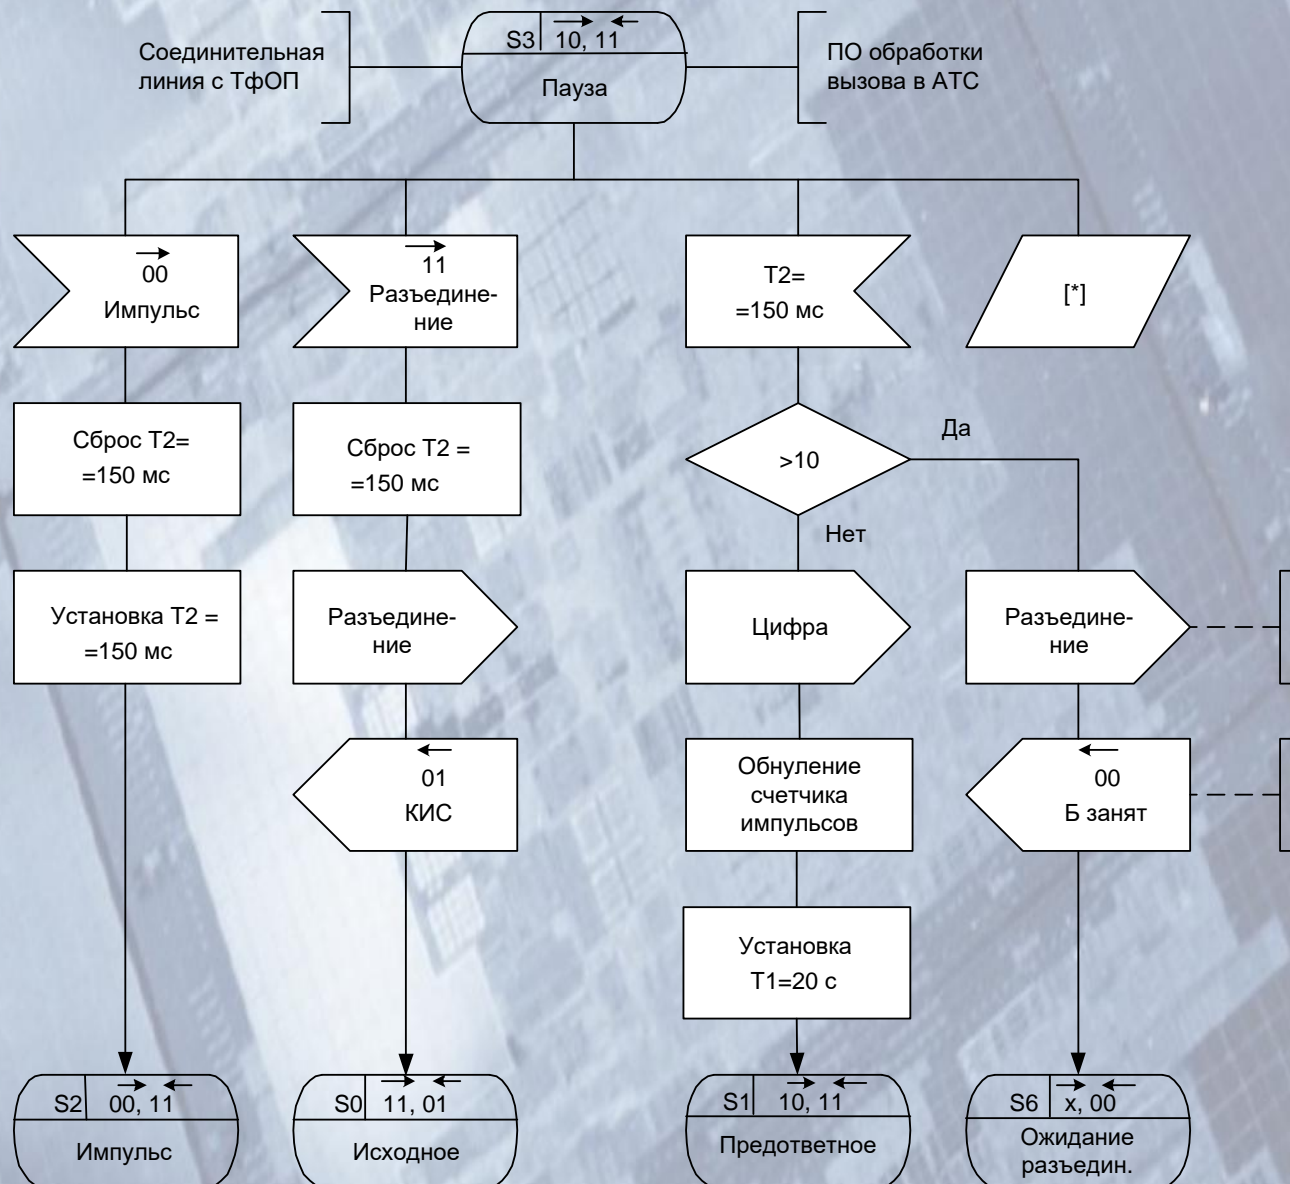 Соединительная
линия с ТфОП
S3 10, 11
Пауза
ПО обработки
вызова в АТС
00
Импульс
11
Разъедине-
ние
T2=
=150 мс
[*]
Сброс T2=
=150 мс
Сброс T2 =
=150 мс
>10
Да
Нет
Установка T2 =
=150 мс
Разъедине-
ние
Цифра
Разъедине-
ние
01
КИС
Обнуление
счетчика
импульсов
00
Б занят
Установка
T1=20 с
S2 00, 11
Импульс
S0 11, 01
Исходное
S1 10, 11
Предответное
S6 x, 00
Ожидание
разъедин.